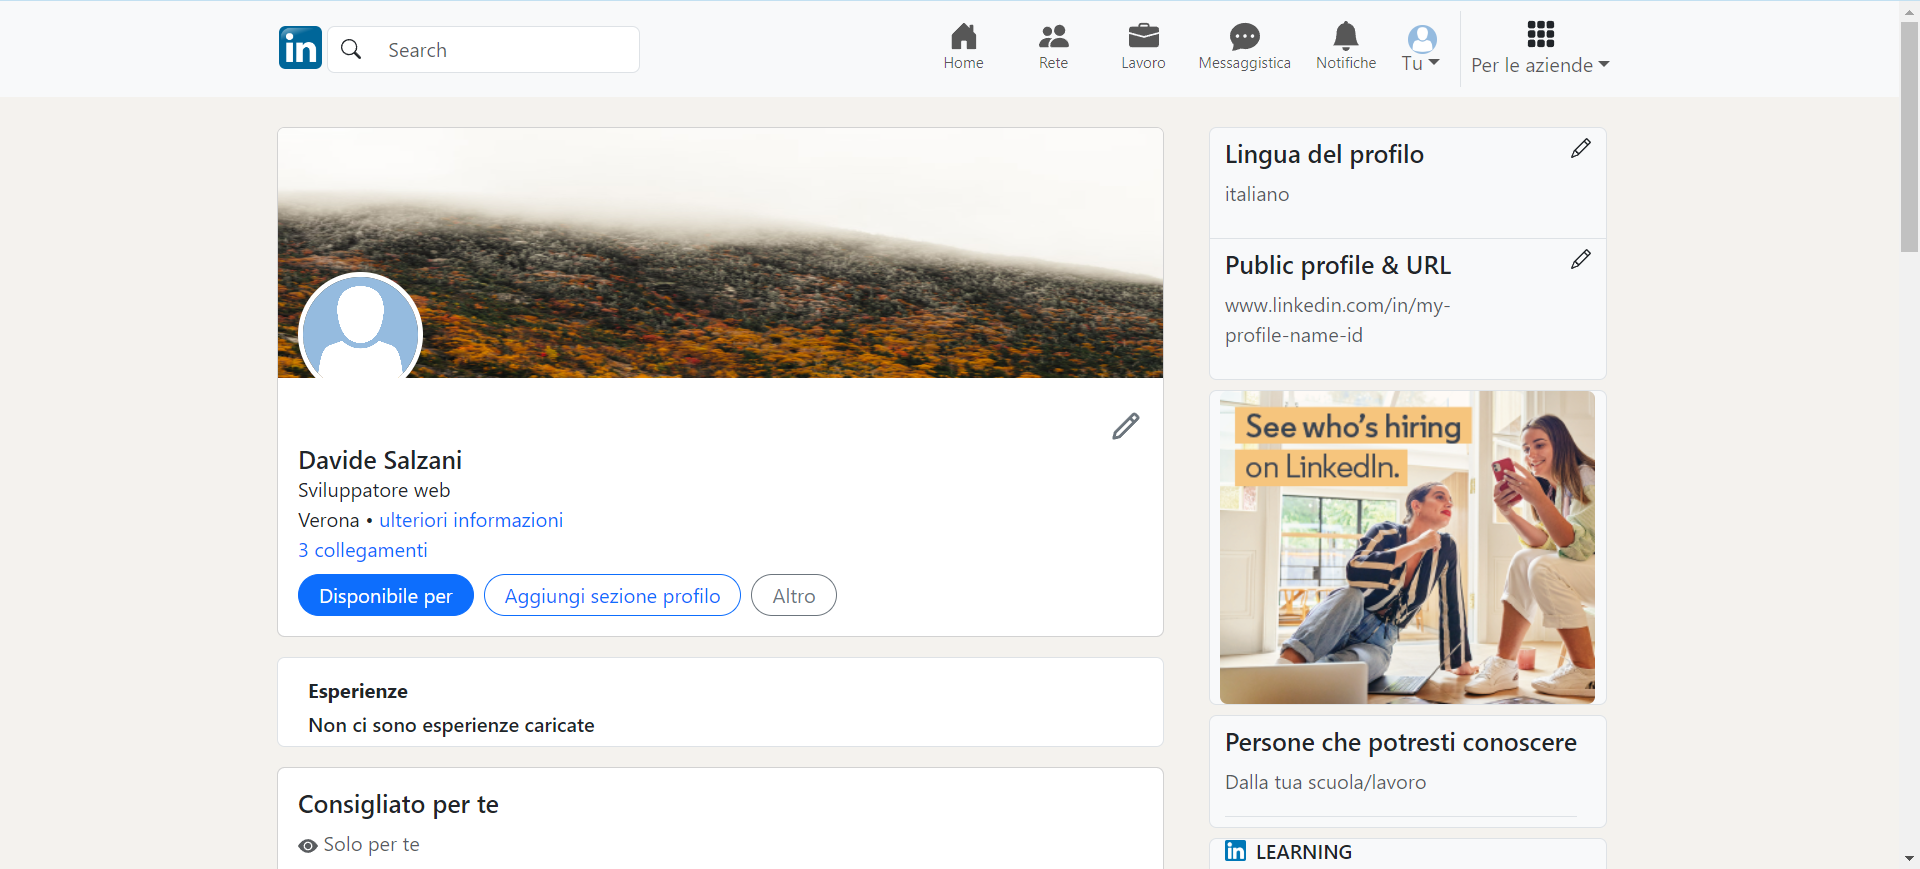 in
Search
Home
Rete
Lavoro
Messaggistica
Notifiche
Tu
Per le aziende
Davide Salzani
Sviluppatore web
Verona • ulteriori informazioni
3 collegamenti
Disponibile per
Aggiungi sezione profilo
Altro
Esperienze
Non ci sono esperienze caricate
Consigliato per te
Solo per te
Lingua del profilo
italiano
Public profile & URL
www.linkedin.com/in/my-
profile-name-id
See who's hiring
on LinkedIn.
Persone che potresti conoscere
Dalla tua scuola/lavoro
in LEARNING